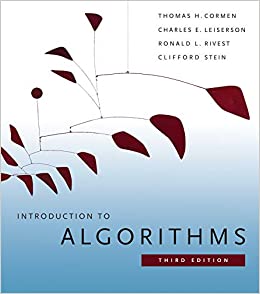 THOMAS H. CORMEN
CHARLES E. LEISERSON
RONALD L. RIVEST
CLIFFORD STEIN
INTRODUCTION TO
ALGORITHMS
THIRD EDITION